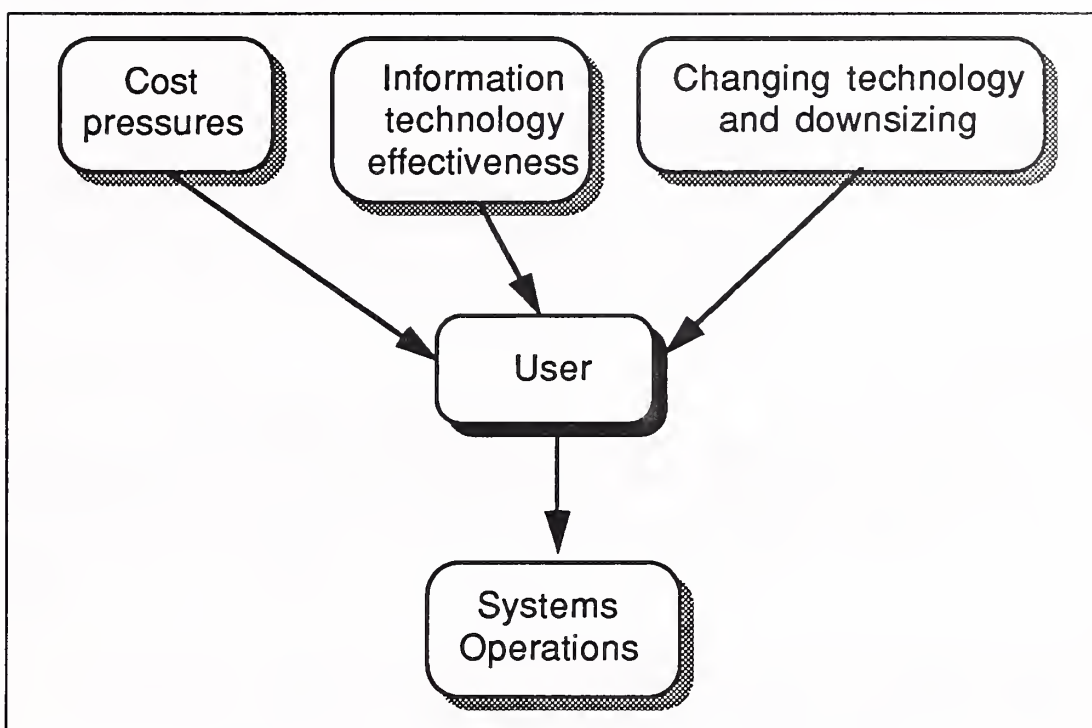 Cost
pressures
Information
technology
effectiveness
Changing technology
and downsizing
User
Systems
Operations